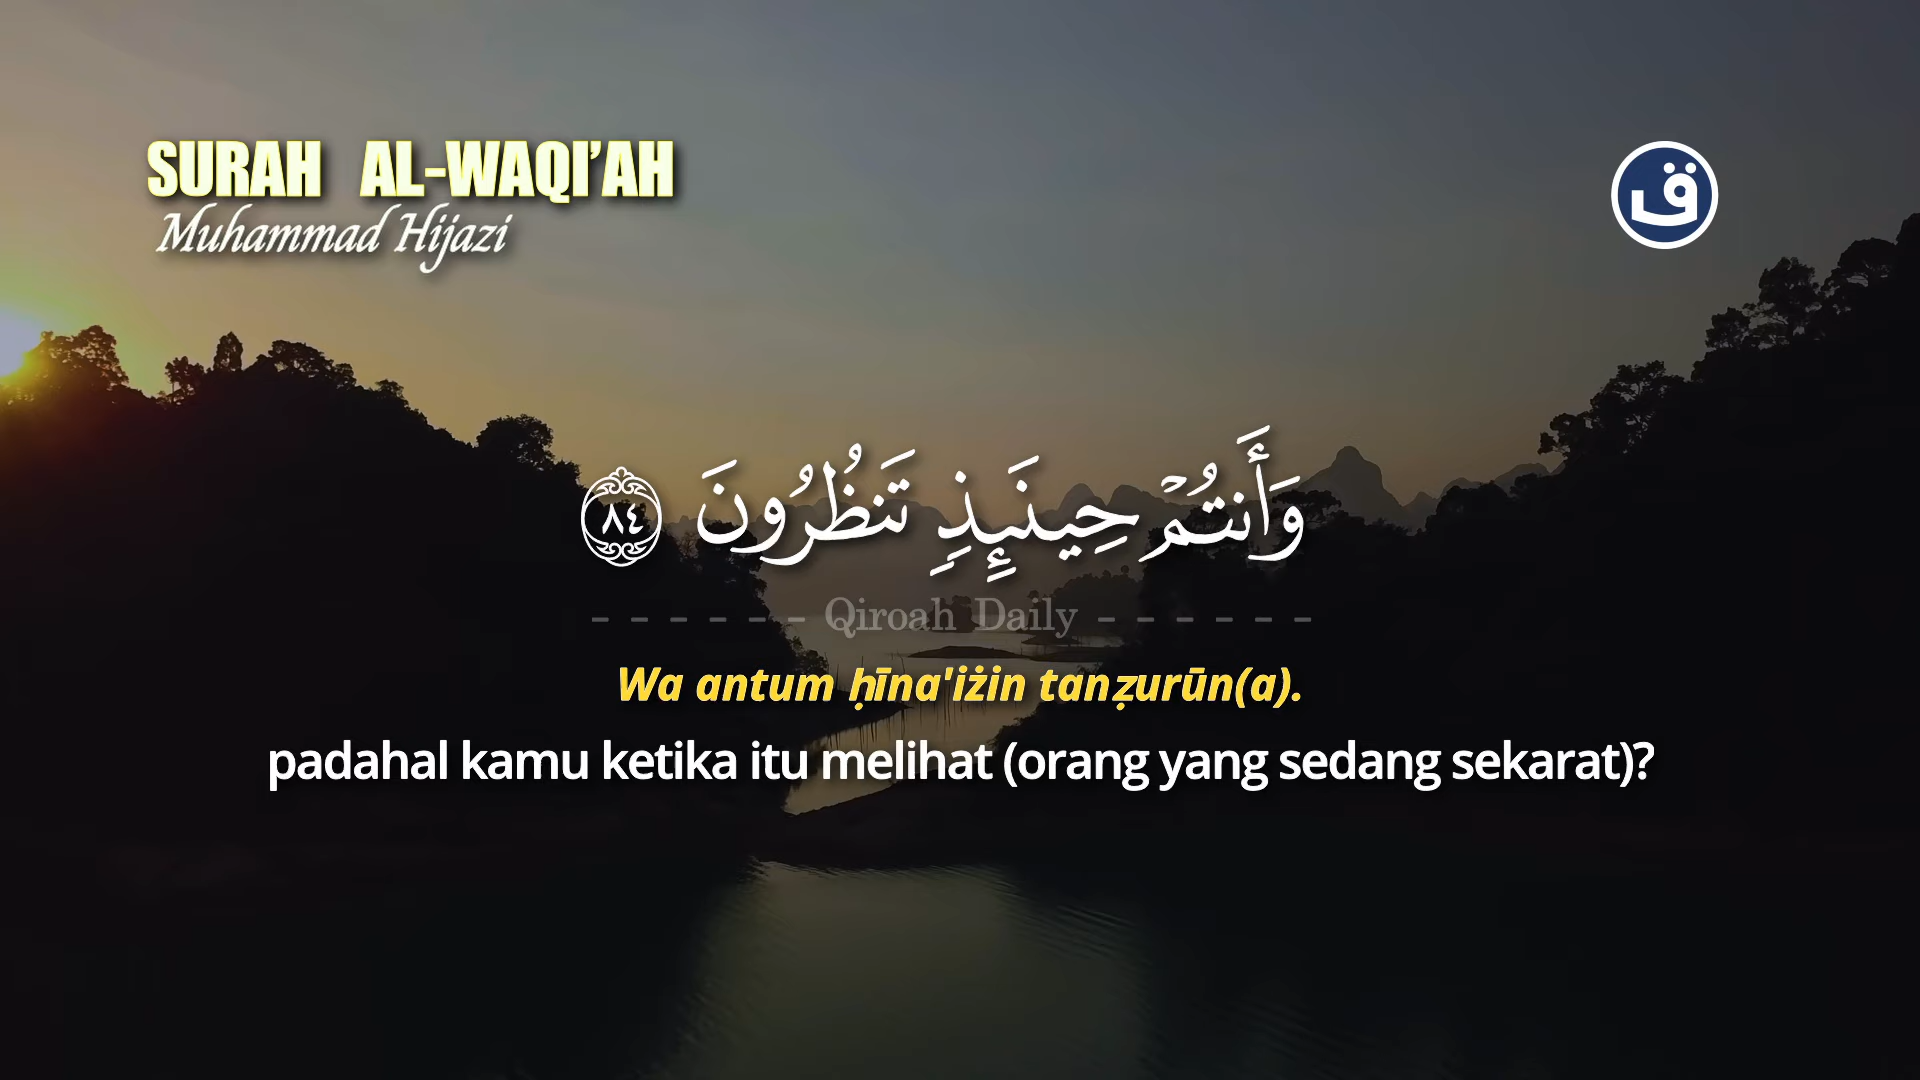 SURAH AL-WAQI’AH
Muhammad Hijazi
ق
وَأَنتُمْ حِينَئِذٍ تَنظُرُونَ ٨٤
- - - - - - Qiroah Daily - - - - - -
Wa antum ḥīna'iżin tanẓurūn(a).
padahal kamu ketika itu melihat (orang yang sedang sekarat)?